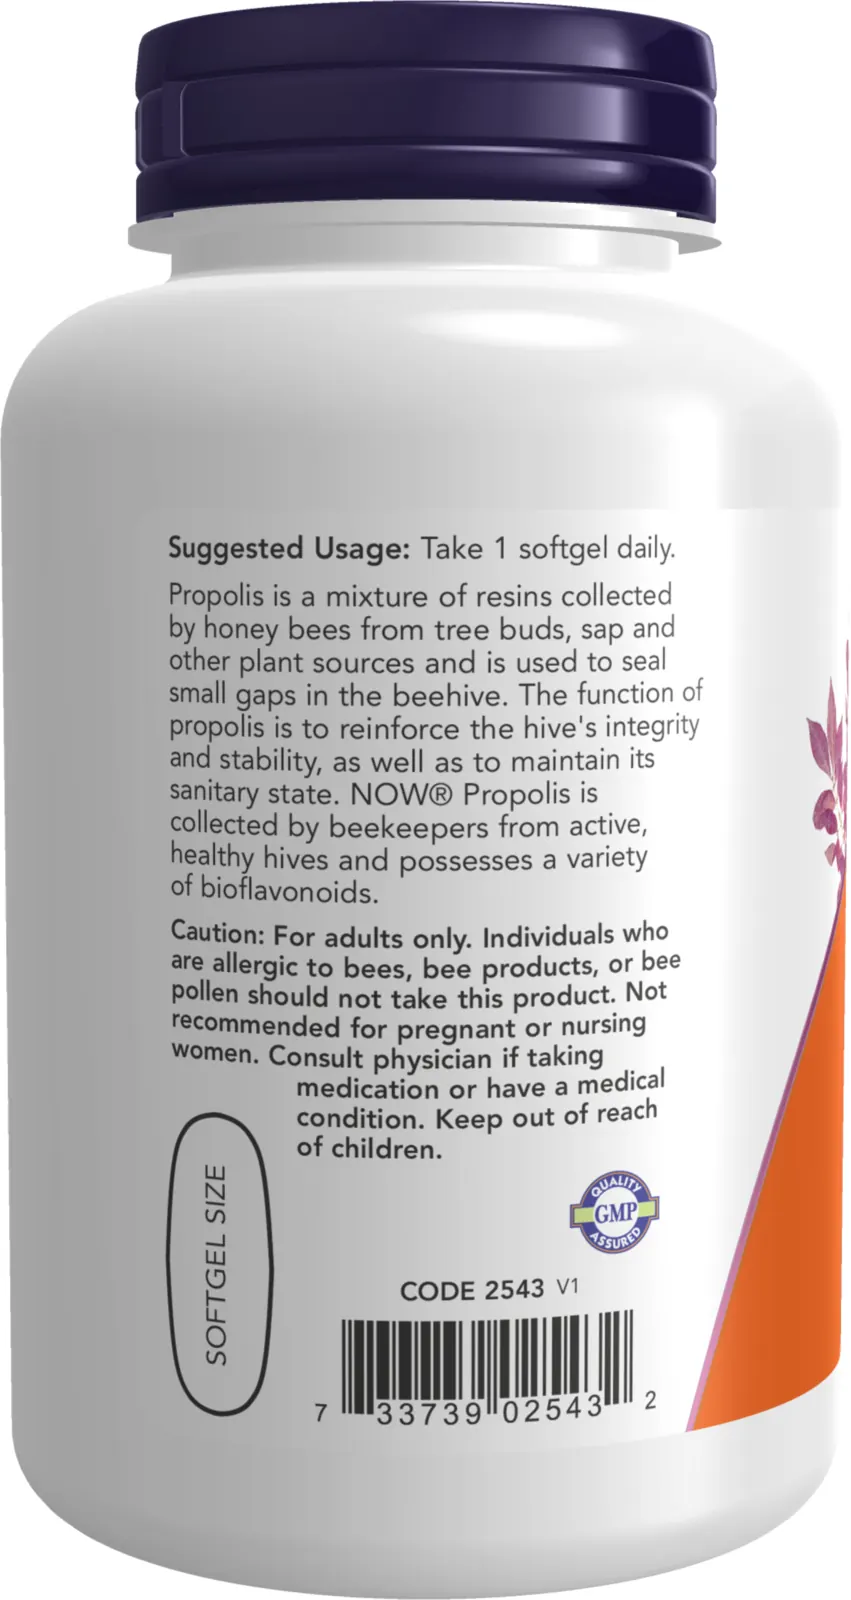 Suggested Usage: Take 1 softgel daily.
Propolis is a mixture of resins collected
by honey bees from tree buds, sap and
other plant sources and is used to seal
small gaps in the beehive. The function of
propolis is to reinforce the hive's integrity
and stability, as well as to maintain its
sanitary state. NOW® Propolis is
collected by beekeepers from active,
healthy hives and possesses a variety
of bioflavonoids.
Caution: For adults only. Individuals who
are allergic to bees, bee products, or bee
pollen should not take this product. Not
recommended for pregnant or nursing
women. Consult physician if taking
medication or have a medical
condition. Keep out of reach
of children.
SOFTGEL SIZE
QUALITY
GMP
ASSURED
CODE 2543 V1
7 33739 02543 2